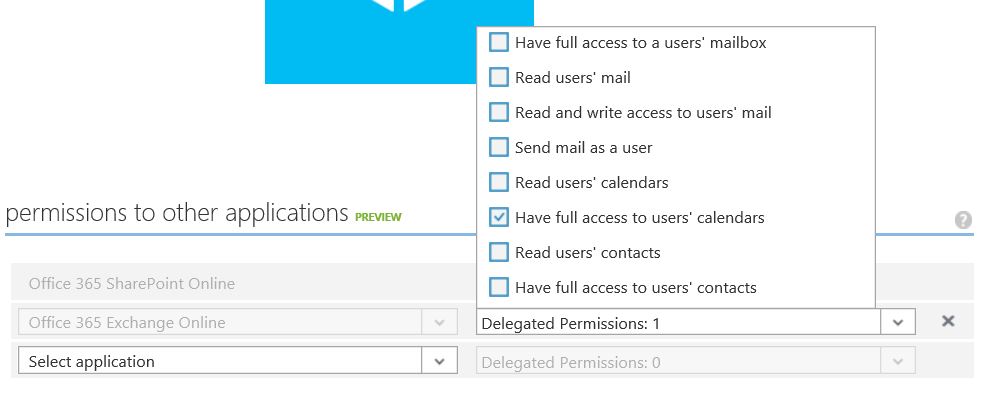 Have full access to a users' mailbox
Read users' mail
Read and write access to users' mail
Send mail as a user
Read users' calendars
Have full access to users' calendars
Read users' contacts
Have full access to users' contacts
permissions to other applications PREVIEW
?
Office 365 SharePoint Online
Office 365 Exchange Online
Delegated Permissions: 1
Select application
Delegated Permissions: 0